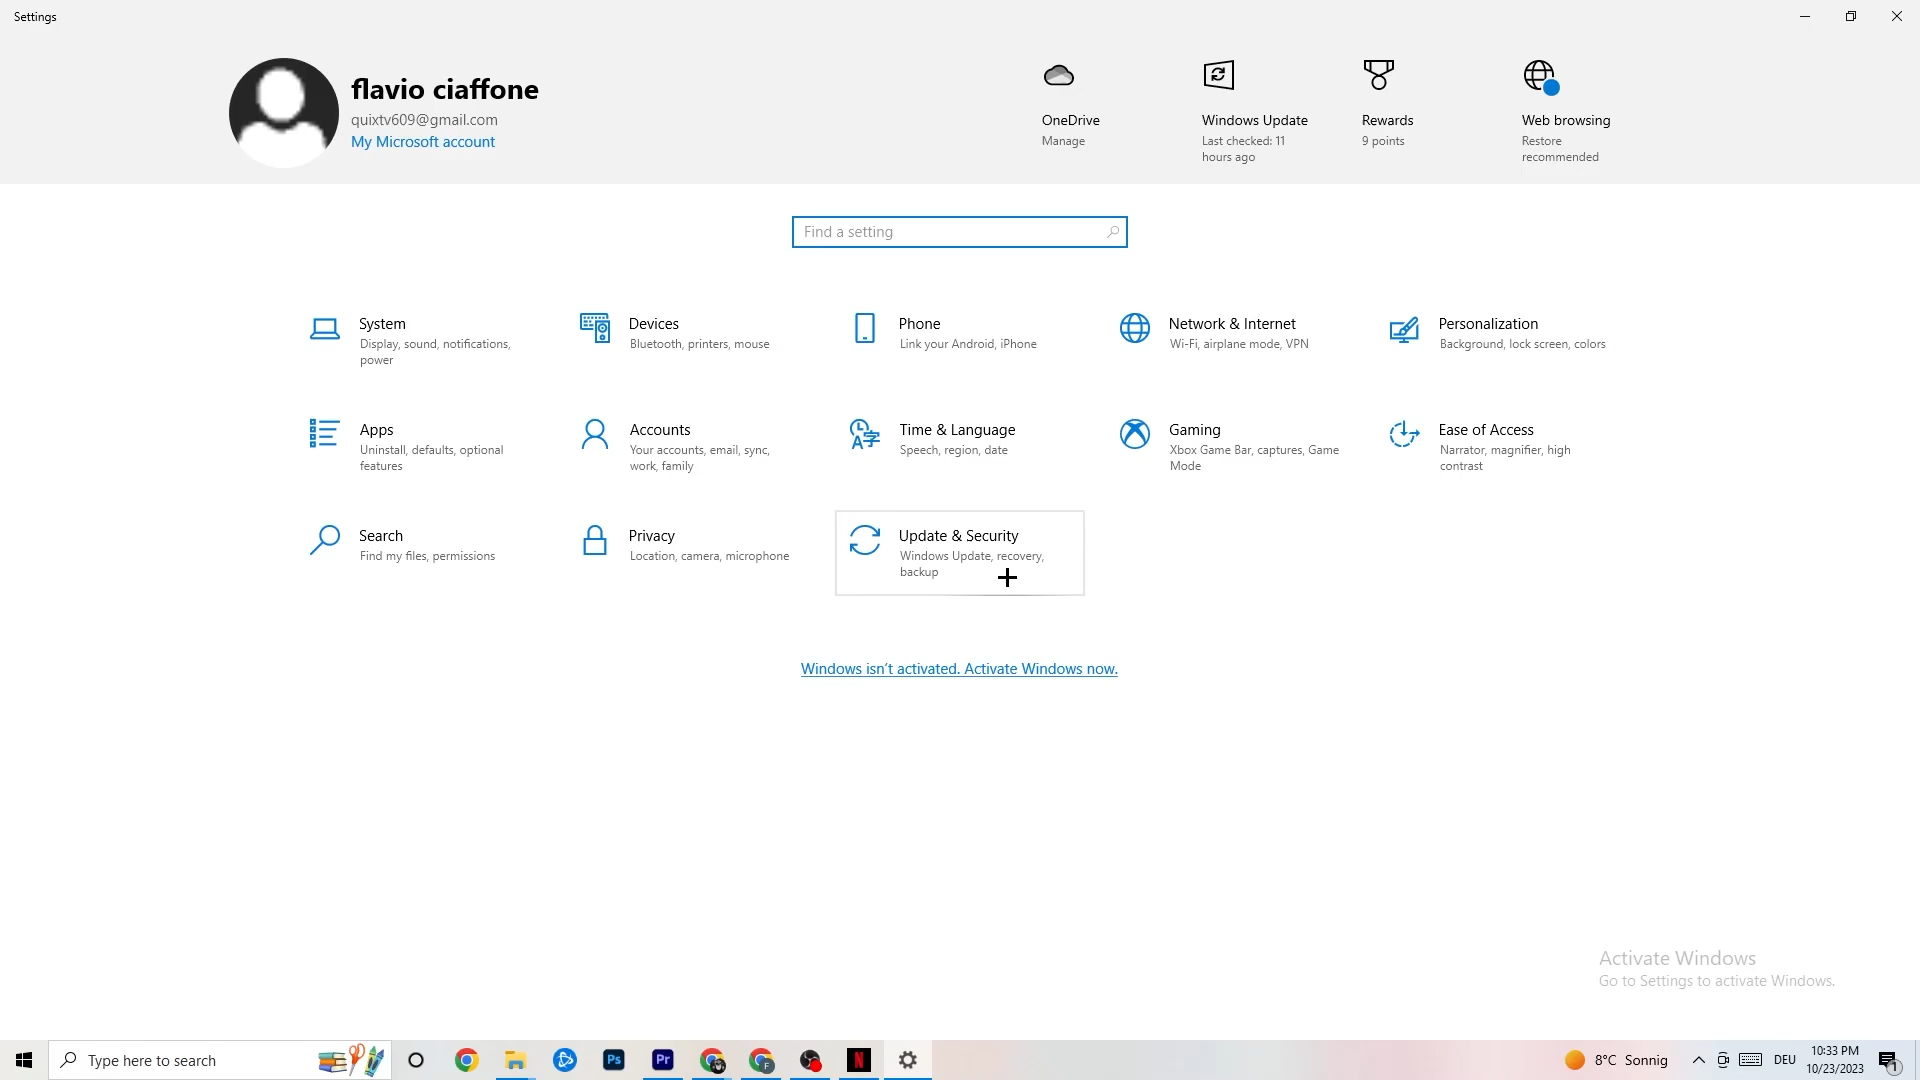 Settings
flavio ciaffone
quixtv609@gmail.com
My Microsoft account
OneDrive
Manage
Windows Update
Last checked: 11
hours ago
Rewards
9 points
Web browsing
Restore
recommended
Find a setting
System
Display, sound, notifications,
power
Devices
Bluetooth, printers, mouse
Phone
Link your Android, iPhone
Network & Internet
Wi-Fi, airplane mode, VPN
Personalization
Background, lock screen, colors
Apps
Uninstall, defaults, optional
features
Accounts
Your accounts, email, sync,
work, family
Time & Language
Speech, region, date
Gaming
Xbox Game Bar, captures, Game
Mode
Ease of Access
Narrator, magnifier, high
contrast
Search
Find my files, permissions
Privacy
Location, camera, microphone
Update & Security
Windows Update, recovery,
backup
Windows isn't activated. Activate Windows now.
Activate Windows
Go to Settings to activate Windows.
Type here to search
Ps
Pr
F
N
8°C Sonnig
DEU
10:33 PM
10/23/2023
1